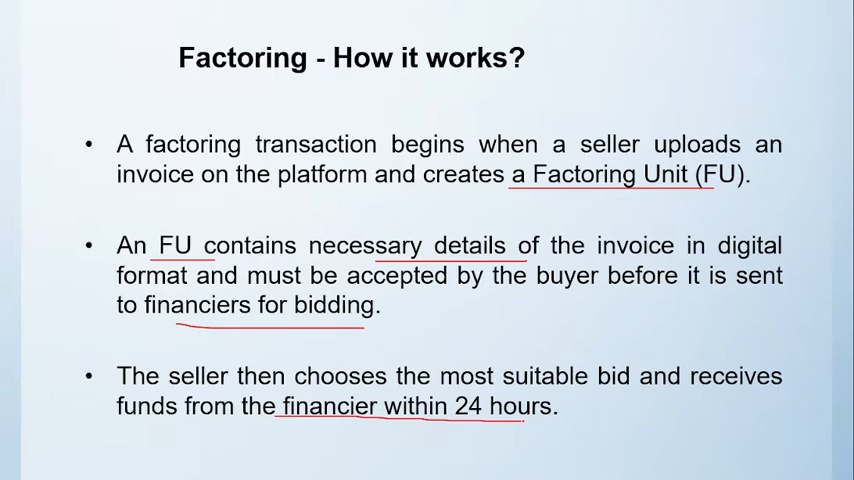 Factoring - How it works?
• A factoring transaction begins when a seller uploads an
invoice on the platform and creates a Factoring Unit (FU).
• An FU contains necessary details of the invoice in digital
format and must be accepted by the buyer before it is sent
to financiers for bidding.
• The seller then chooses the most suitable bid and receives
funds from the financier within 24 hours.